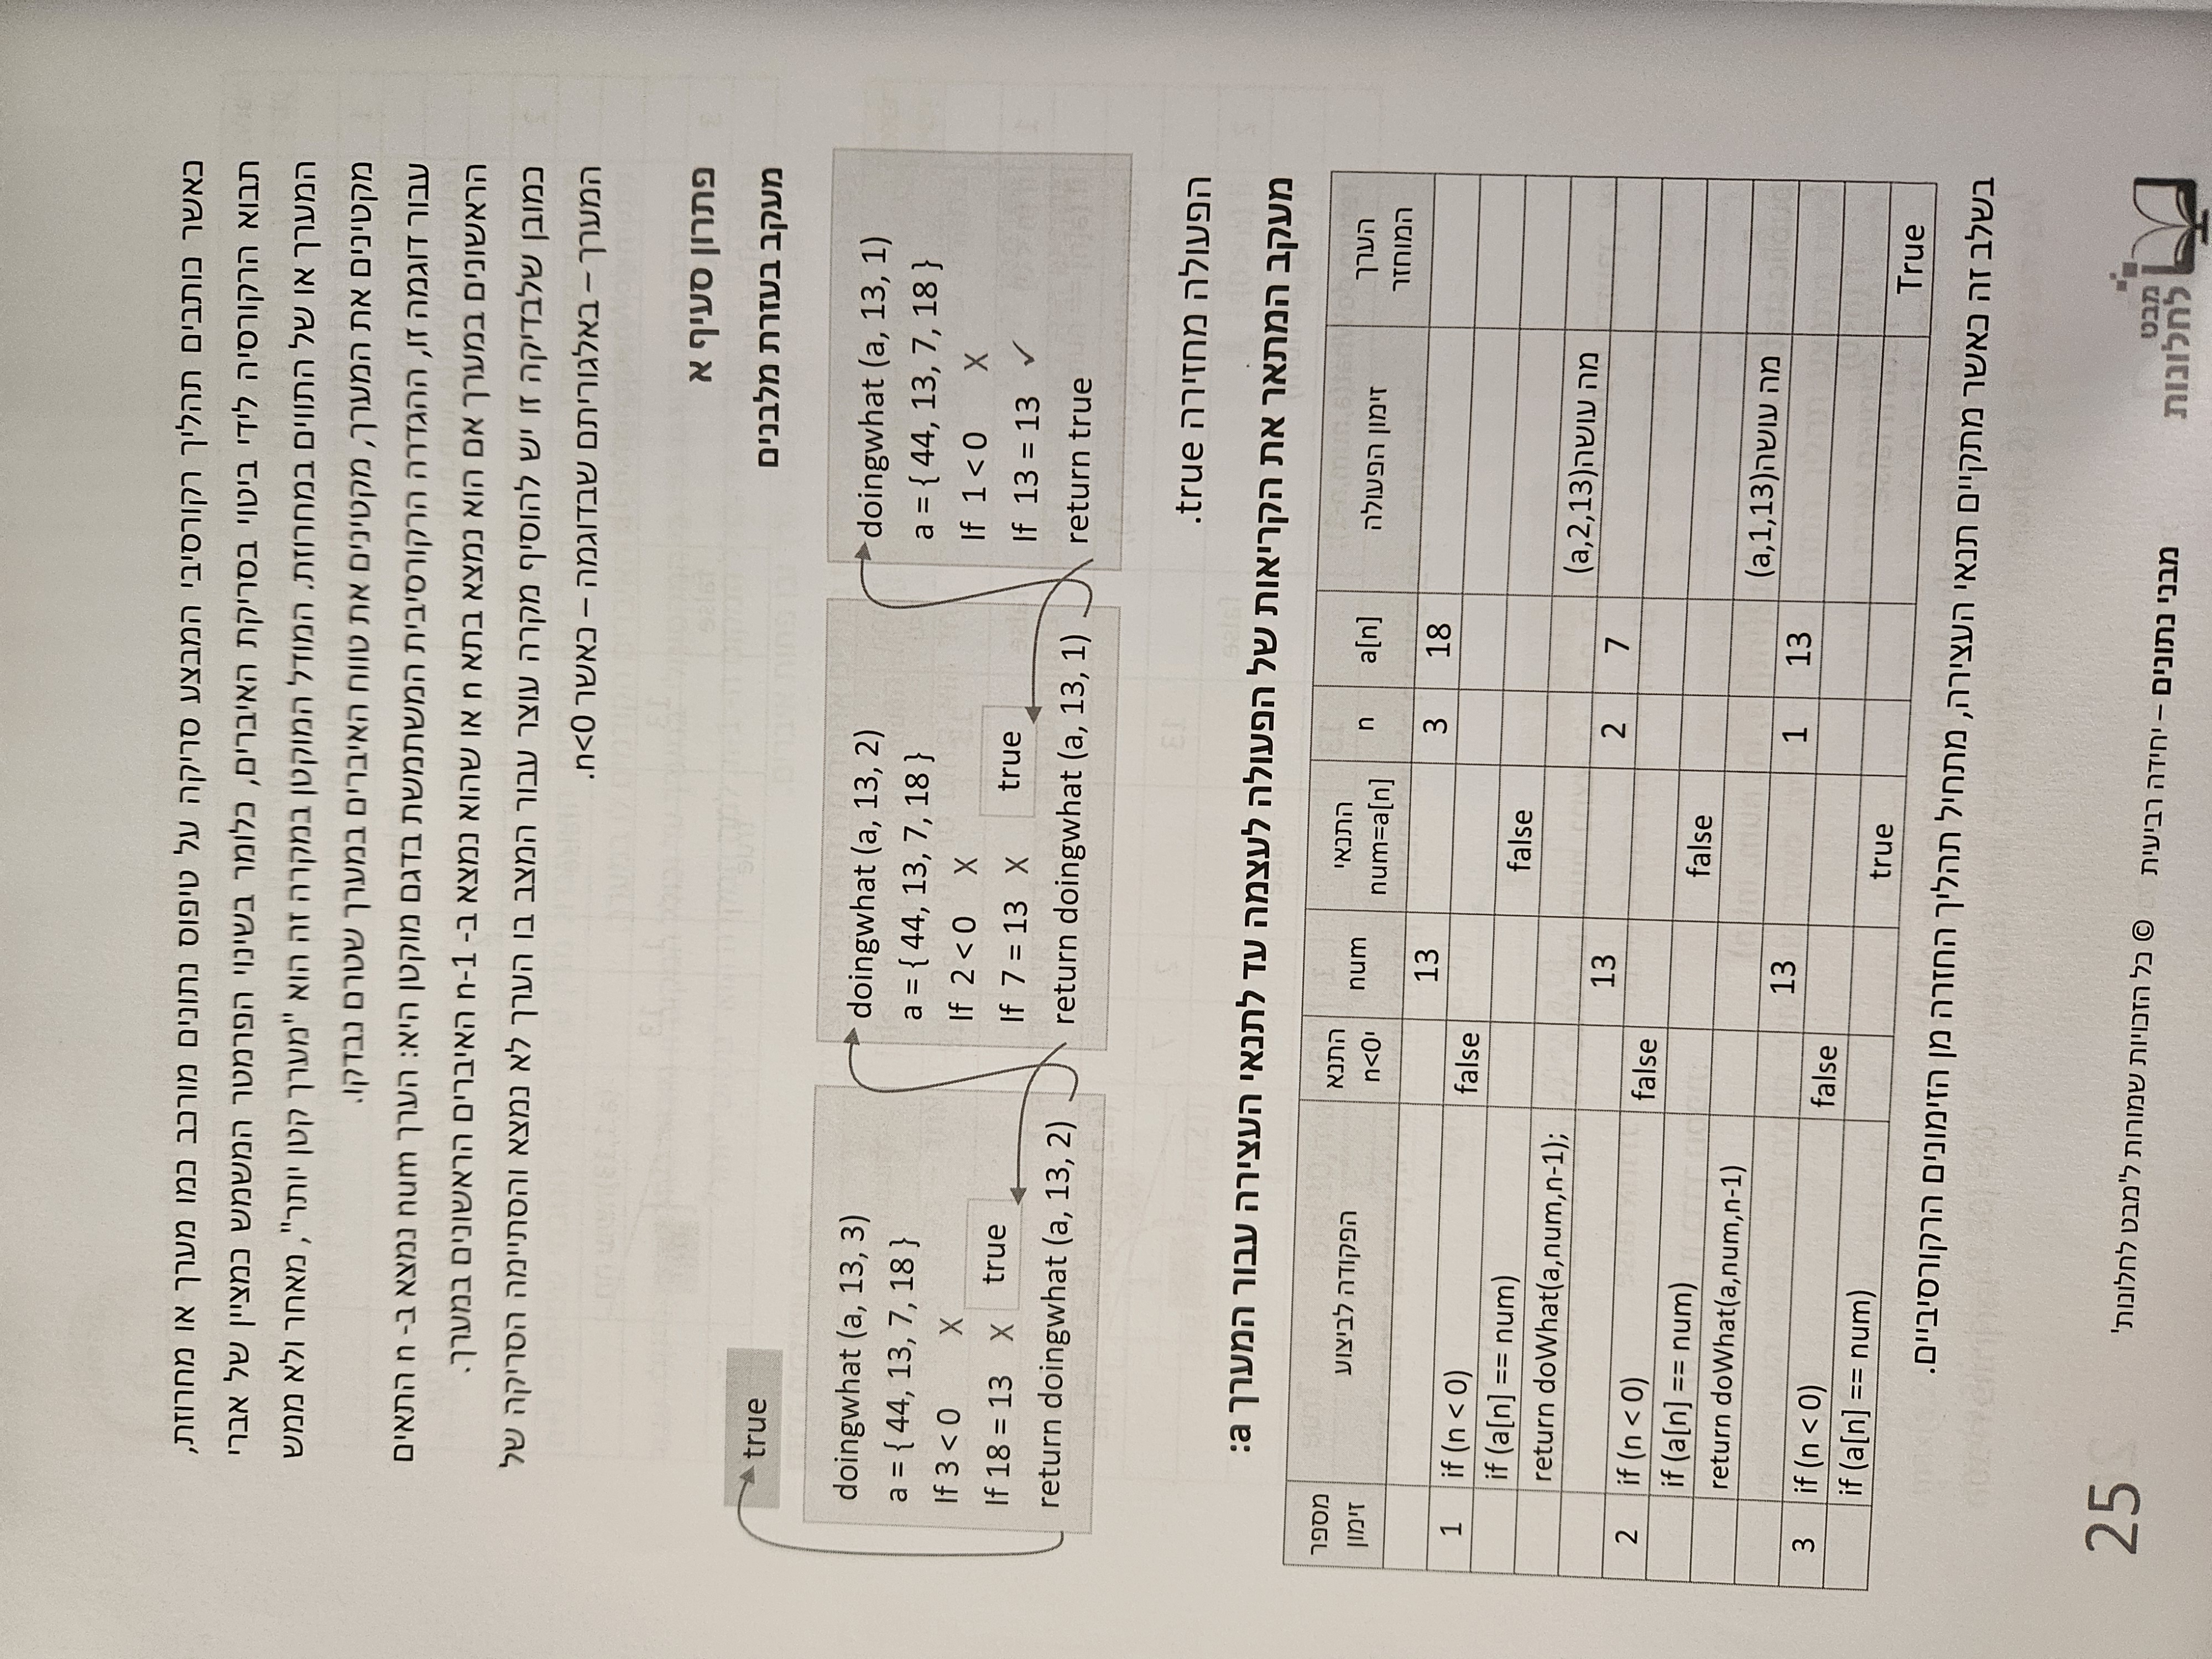 כאשר כותבים תהליך רקורסיבי המבצע סריקה על טיפוס נתונים מורכב כמו מערך או מחרוזת,
תבוא הרקורסיה לידי ביטוי בסריקת האיברים, כלומר בשינוי הפרמטר המשמש כמציין של אברי
המערך או של התווים במחרוזת. המודל המוקטן במקרה זה הוא "מערך קטן יותר", מאחר ולא ממש
מקטינים את המערך, מקטינים את טווח האיברים במערך שטרם נבדקו.
עבור דוגמה זו, ההגדרה הרקורסיבית המשתמשת בדגם מוקטן היא: הערך num נמצא ב- n התאים
הראשונים במערך אם הוא נמצא בתא n או שהוא נמצא ב- n-1 האיברים הראשונים במערך.
כמובן שלבדיקה זו יש להוסיף מקרה עוצר עבור המצב בו הערך לא נמצא והסתיימה הסריקה של
המערך – באלגוריתם שבדוגמה – כאשר n<0.
פתרון סעיף א
מעקב בעזרת מלבנים
true
doingwhat (a, 13, 3)
a = { 44, 13, 7, 18 }
If 3 < 0 X
If 18 = 13 X true
return doingwhat (a, 13, 2)
doingwhat (a, 13, 2)
a = { 44, 13, 7, 18 }
If 2 < 0 X
If 7 = 13 X true
return doingwhat (a, 13, 1)
doingwhat (a, 13, 1)
a = { 44, 13, 7, 18 }
If 1 < 0 X
If 13 = 13 ✓
return true
הפעולה מחזירה true.
מעקב המתאר את הקריאות של הפעולה לעצמה עד לתנאי העצירה עבור המערך a:
מספר זימון הפקודה לביצוע התנא י n<0 num התנאי num=a[n] n a[n] זימון הפעולה הערך המוחזר
13 3 18
1 if (n < 0) false
if (a[n] == num) false
return doWhat(a,num,n-1); מה עושה(a,2,13)
13 2 7
2 if (n < 0) false
if (a[n] == num) false
return doWhat(a,num,n-1) מה עושה(a,1,13)
13 1 13
3 if (n < 0) false
if (a[n] == num) true True
בשלב זה כאשר מתקיים תנאי העצירה, מתחיל תהליך החזרה מן הזימונים הרקורסיביים.
מבט לחלונות
מבני נתונים – יחידה רביעית © כל הזכויות שמורות ל'מבט לחלונות'
25